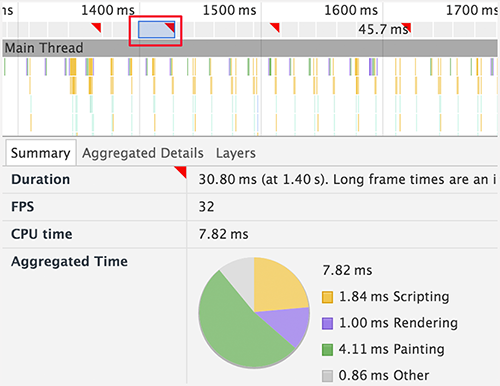 ms 1400 ms 1500 ms 1600 ms 1700 ms
45.7 ms
Main Thread
Summary Aggregated Details Layers
Duration 30.80 ms (at 1.40 s). Long frame times are an i
FPS 32
CPU time 7.82 ms
Aggregated Time
7.82 ms
1.84 ms Scripting
1.00 ms Rendering
4.11 ms Painting
0.86 ms Other